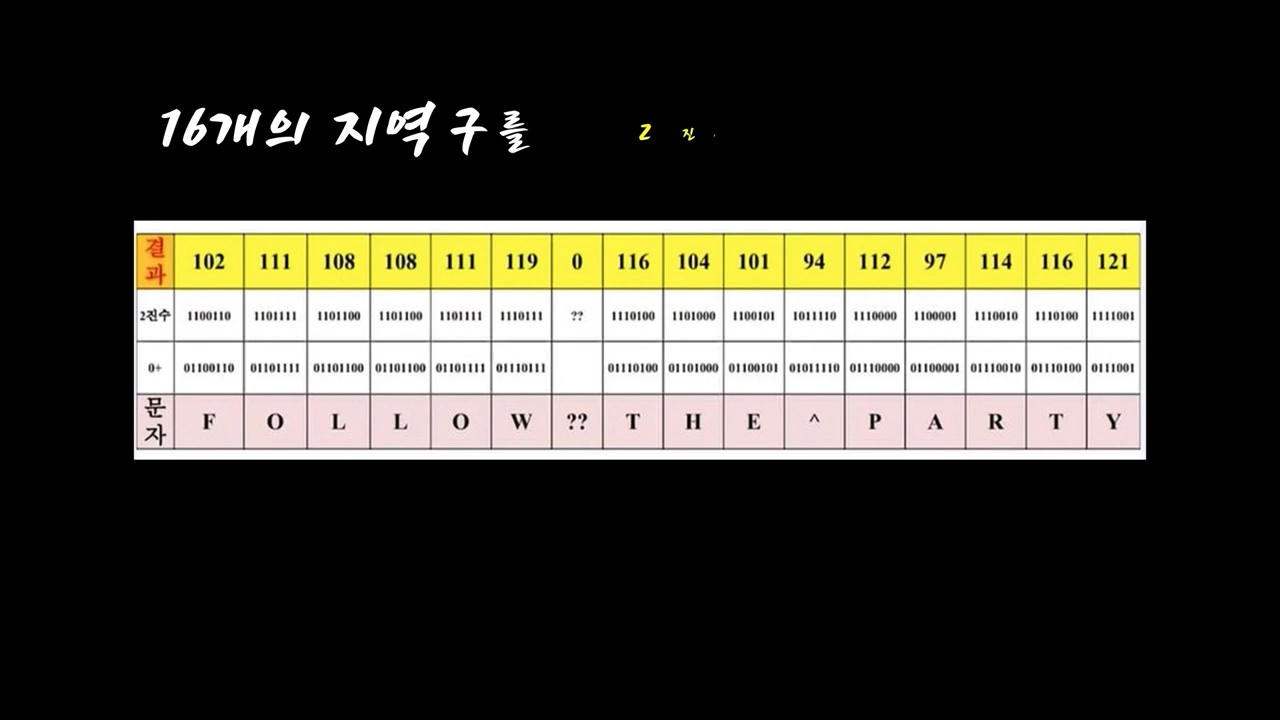 16개의 지역구를 2 진
결과 102 111 108 108 111 119 0 116 104 101 94 112 97 114 116 121
2진수 1100110 1101111 1101100 1101100 1101111 1110111 ?? 1110100 1101000 1100101 1011110 1110000 1100001 1110010 1110100 1111001
0+ 01100110 01101111 01101100 01101100 01101111 01110111 01110100 01101000 01100101 01011110 01110000 01100001 01110010 01110100 0111001
문자 F O L L O W ?? T H E ^ P A R T Y